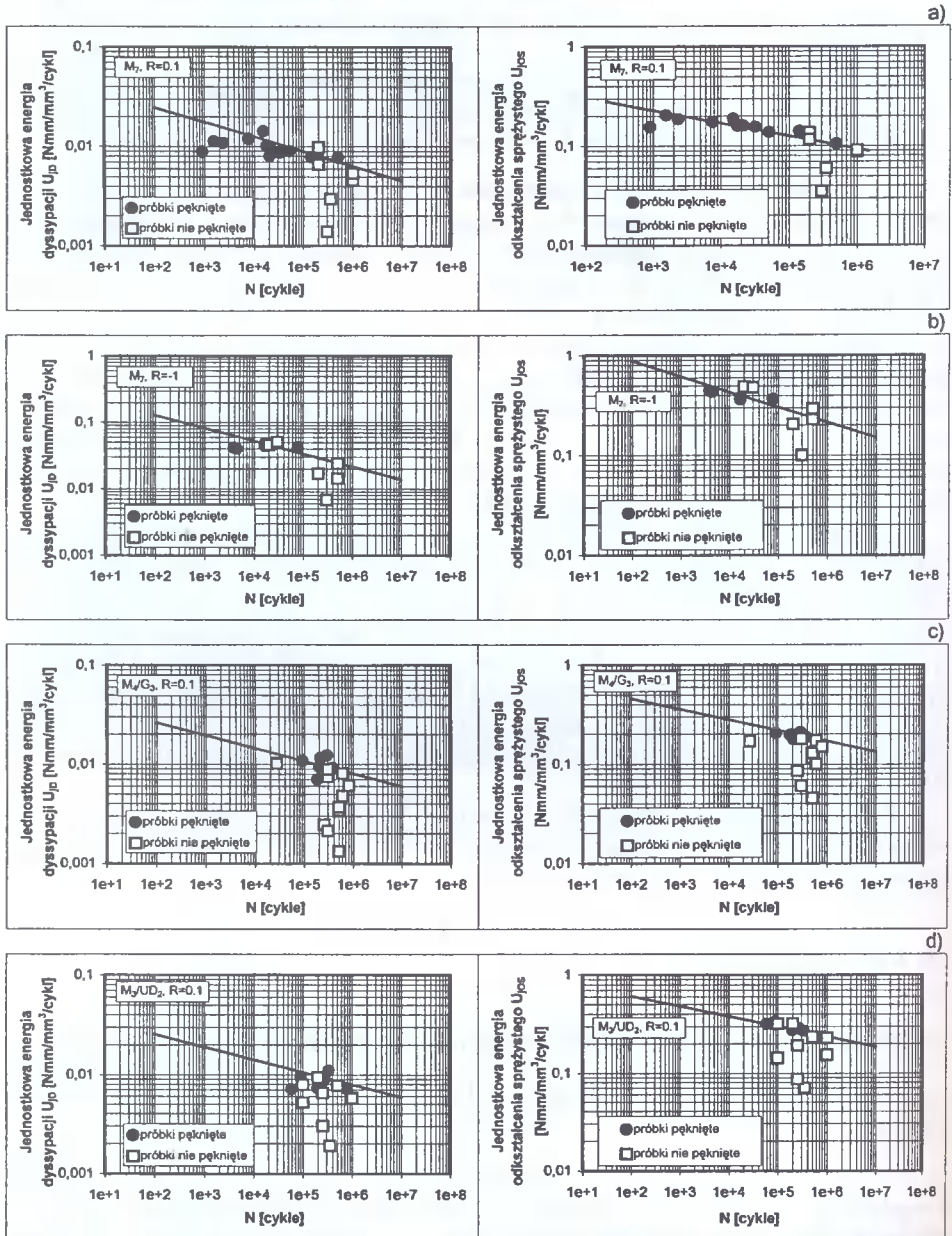 a)
Jednostkowa energia
dyssypacji UjD [Nmm/mm³/cykl]
0,1
0,01
0,001
M₇, R=0.1
próbki pęknięte
próbki nie pęknięte
1e+1 1e+2 1e+3 1e+4 1e+5 1e+6 1e+7 1e+8
N [cykle]
Jednostkowa energia
odkształcenia sprężystego Ujos
[Nmm/mm³/cykl]
1
0,1
0,01
M₇, R=0.1
próbki pęknięte
próbki nie pęknięte
1e+2 1e+3 1e+4 1e+5 1e+6 1e+7
N [cykle]
b)
Jednostkowa energia
dyssypacji UjD [Nmm/mm³/cykl]
1
0,1
0,01
0,001
M₇, R=-1
próbki pęknięte
próbki nie pęknięte
1e+1 1e+2 1e+3 1e+4 1e+5 1e+6 1e+7 1e+8
N [cykle]
Jednostkowa energia
odkształcenia sprężystego Ujos
[Nmm/mm³/cykl]
1
0,1
0,01
M₇, R=-1
próbki pęknięte
próbki nie pęknięte
1e+1 1e+2 1e+3 1e+4 1e+5 1e+6 1e+7 1e+8
N [cykle]
c)
Jednostkowa energia
dyssypacji UjD [Nmm/mm³/cykl]
0,1
0,01
0,001
M₄/G₃, R=0.1
próbki pęknięte
próbki nie pęknięte
1e+1 1e+2 1e+3 1e+4 1e+5 1e+6 1e+7 1e+8
N [cykle]
Jednostkowa energia
odkształcenia sprężystego Ujos
[Nmm/mm³/cykl]
1
0,1
0,01
M₄/G₃, R=0.1
próbki pęknięte
próbki nie pęknięte
1e+1 1e+2 1e+3 1e+4 1e+5 1e+6 1e+7 1e+8
N [cykle]
d)
Jednostkowa energia
dyssypacji UjD [Nmm/mm³/cykl]
0,1
0,01
0,001
M₃/UD₂, R=0.1
próbki pęknięte
próbki nie pęknięte
1e+1 1e+2 1e+3 1e+4 1e+5 1e+6 1e+7 1e+8
N [cykle]
Jednostkowa energia
odkształcenia sprężystego Ujos
[Nmm/mm³/cykl]
1
0,1
0,01
M₃/UD₂, R=0.1
próbki pęknięte
próbki nie pęknięte
1e+1 1e+2 1e+3 1e+4 1e+5 1e+6 1e+7 1e+8
N [cykle]